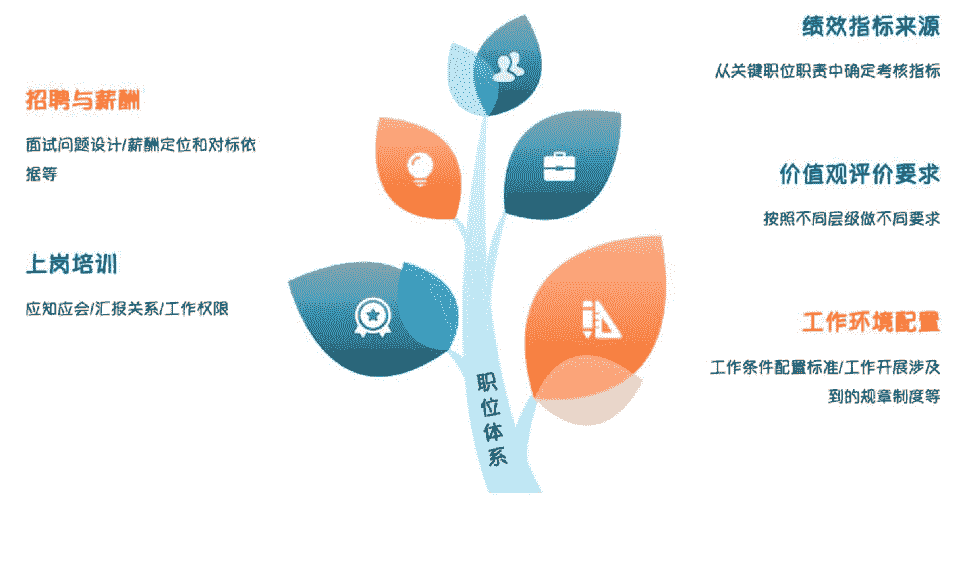 绩效指标来源
从关键职位职责中确定考核指标
招聘与薪酬
面试问题设计/薪酬定位和对标依
据等
价值观评价要求
按照不同层级做不同要求
上岗培训
应知应会/汇报关系/工作权限
工作环境配置
工作条件配置标准/工作开展涉及
到的规章制度等
职位体系